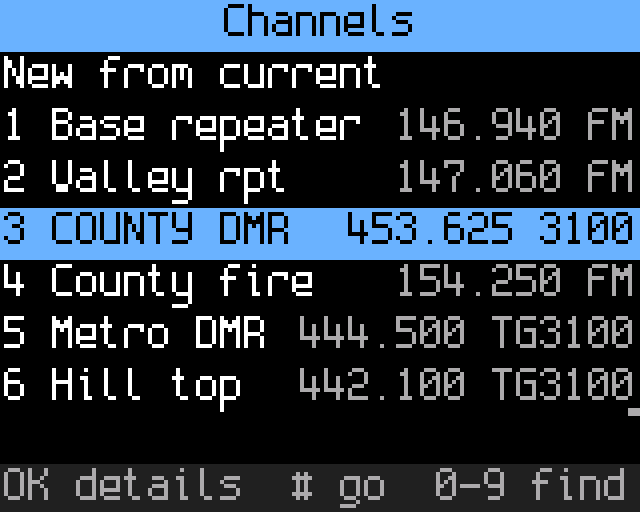 Channels
New from current
1 Base repeater 146.940 FM
2 Valley rpt 147.060 FM
3 COUNTY DMR 453.625 3100
4 County fire 154.250 FM
5 Metro DMR 444.500 TG3100
6 Hill top 442.100 TG3100
OK details # go 0-9 find